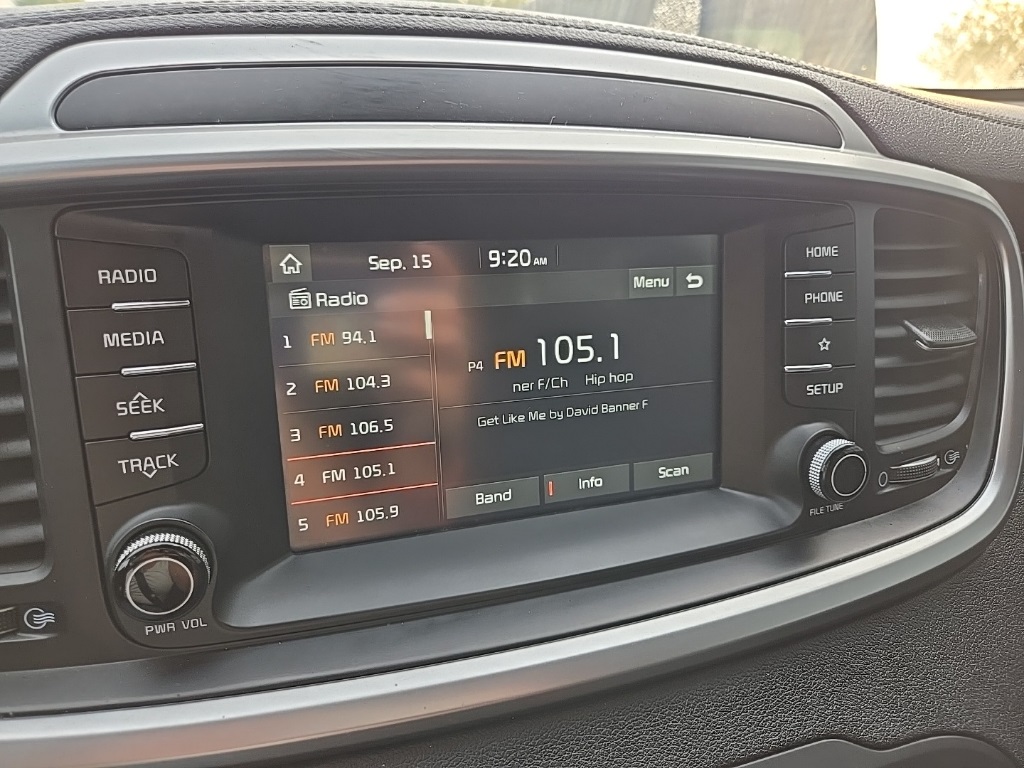 Sep. 15 9:20 AM
Radio Menu
1 FM 94.1
2 FM 104.3
3 FM 106.5
4 FM 105.1
5 FM 105.9
P4 FM 105.1
ner F/Ch Hip hop
Get Like Me by David Banner F
Band Info Scan
RADIO
MEDIA
SEEK
TRACK
PWR VOL
HOME
PHONE
SETUP
FILE TUNE